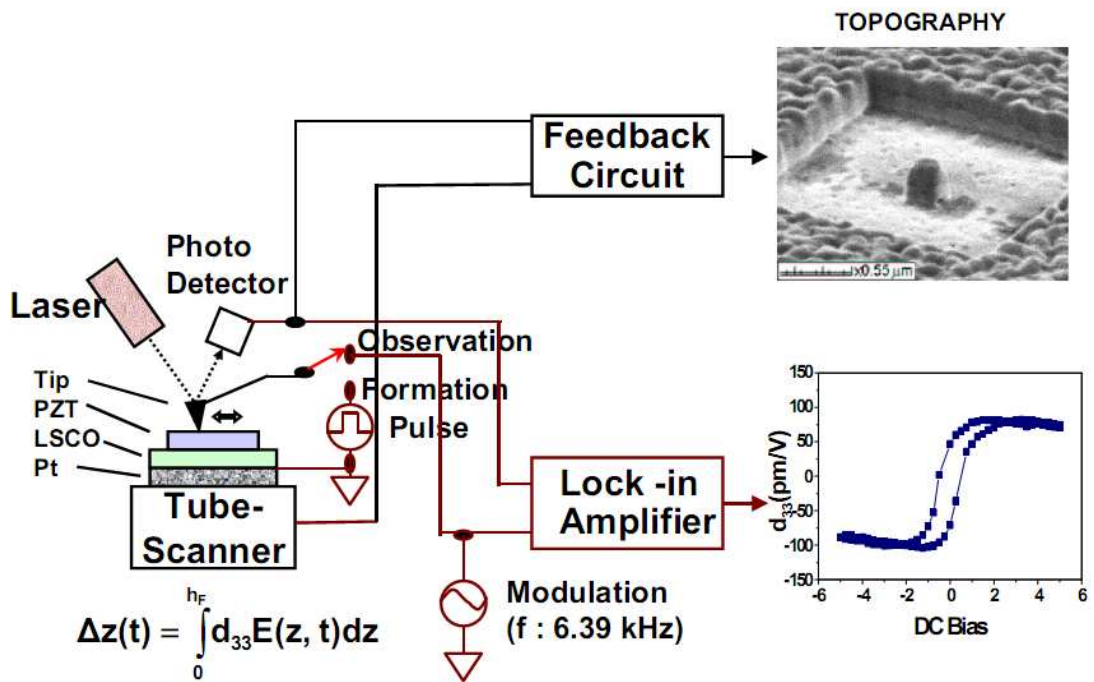 TOPOGRAPHY
Feedback
Circuit
x0.55 μm
Photo
Detector
Laser
Observation
Formation
Pulse
Tip
PZT
LSCO
Pt
Tube-
Scanner
Lock -in
Amplifier
Modulation
(f : 6.39 kHz)
Δz(t) = ∫₀^hF d₃₃E(z, t)dz
d₃₃(pm/V)
150
100
50
0
-50
-100
-150
-6 -4 -2 0 2 4 6
DC Bias